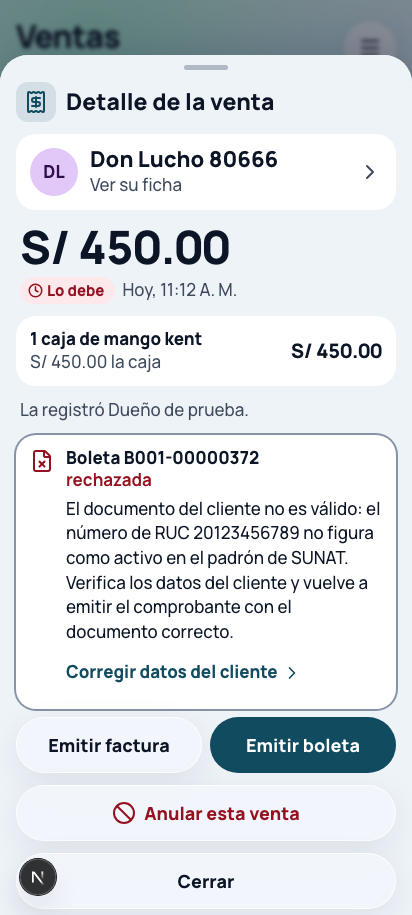 Ventas
Detalle de la venta
DL
Don Lucho 80666
Ver su ficha
S/ 450.00
Lo debe
Hoy, 11:12 A. M.
1 caja de mango kent
S/ 450.00 la caja
S/ 450.00
La registró Dueño de prueba.
Boleta B001-00000372
rechazada
El documento del cliente no es válido: el
número de RUC 20123456789 no figura
como activo en el padrón de SUNAT.
Verifica los datos del cliente y vuelve a
emitir el comprobante con el
documento correcto.
Corregir datos del cliente
Emitir factura
Emitir boleta
Anular esta venta
N
Cerrar